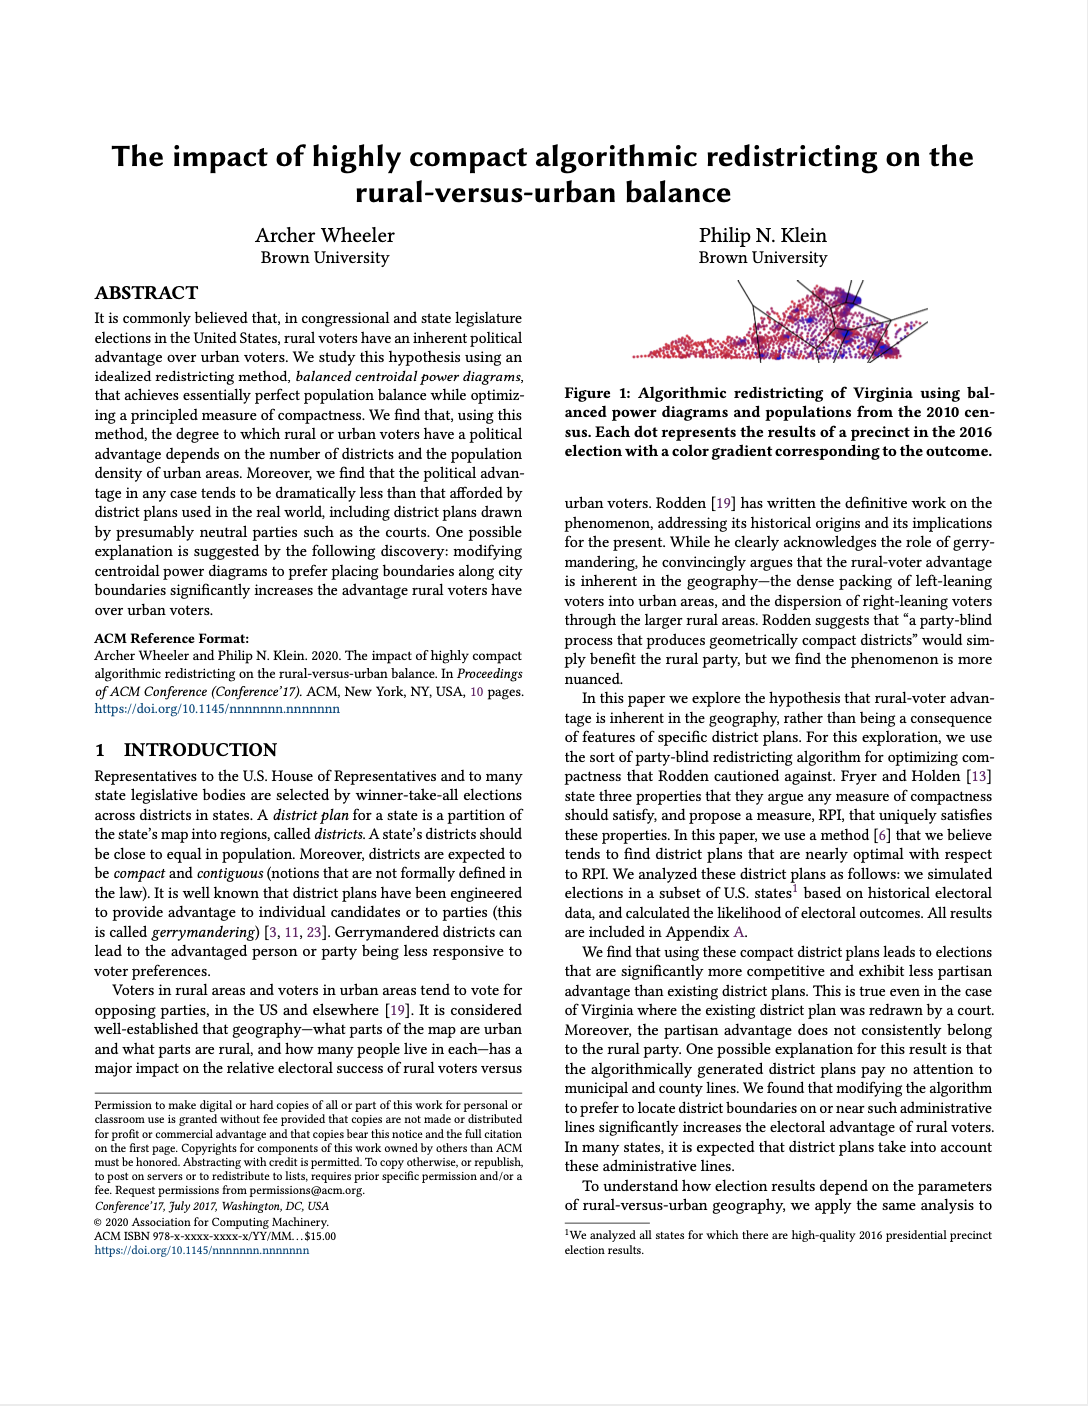 The impact of highly compact algorithmic redistricting on the
rural-versus-urban balance
Archer Wheeler
Brown University
Philip N. Klein
Brown University
ABSTRACT
It is commonly believed that, in congressional and state legislature
elections in the United States, rural voters have an inherent political
advantage over urban voters. We study this hypothesis using an
idealized redistricting method, balanced centroidal power diagrams,
that achieves essentially perfect population balance while optimiz-
ing a principled measure of compactness. We find that, using this
method, the degree to which rural or urban voters have a political
advantage depends on the number of districts and the population
density of urban areas. Moreover, we find that the political advan-
tage in any case tends to be dramatically less than that afforded by
district plans used in the real world, including district plans drawn
by presumably neutral parties such as the courts. One possible
explanation is suggested by the following discovery: modifying
centroidal power diagrams to prefer placing boundaries along city
boundaries significantly increases the advantage rural voters have
over urban voters.
ACM Reference Format:
Archer Wheeler and Philip N. Klein. 2020. The impact of highly compact
algorithmic redistricting on the rural-versus-urban balance. In Proceedings
of ACM Conference (Conference'17). ACM, New York, NY, USA, 10 pages.
https://doi.org/10.1145/nnnnnnn.nnnnnnn
1 INTRODUCTION
Representatives to the U.S. House of Representatives and to many
state legislative bodies are selected by winner-take-all elections
across districts in states. A district plan for a state is a partition of
the state's map into regions, called districts. A state's districts should
be close to equal in population. Moreover, districts are expected to
be compact and contiguous (notions that are not formally defined in
the law). It is well known that district plans have been engineered
to provide advantage to individual candidates or to parties (this
is called gerrymandering) [3, 11, 23]. Gerrymandered districts can
lead to the advantaged person or party being less responsive to
voter preferences.
Voters in rural areas and voters in urban areas tend to vote for
opposing parties, in the US and elsewhere [19]. It is considered
well-established that geography—what parts of the map are urban
and what parts are rural, and how many people live in each—has a
major impact on the relative electoral success of rural voters versus
Permission to make digital or hard copies of all or part of this work for personal or
classroom use is granted without fee provided that copies are not made or distributed
for profit or commercial advantage and that copies bear this notice and the full citation
on the first page. Copyrights for components of this work owned by others than ACM
must be honored. Abstracting with credit is permitted. To copy otherwise, or republish,
to post on servers or to redistribute to lists, requires prior specific permission and/or a
fee. Request permissions from permissions@acm.org.
Conference'17, July 2017, Washington, DC, USA
© 2020 Association for Computing Machinery.
ACM ISBN 978-x-xxxx-xxxx-x/YY/MM...$15.00
https://doi.org/10.1145/nnnnnnn.nnnnnnn
Figure 1: Algorithmic redistricting of Virginia using bal-
anced power diagrams and populations from the 2010 cen-
sus. Each dot represents the results of a precinct in the 2016
election with a color gradient corresponding to the outcome.
urban voters. Rodden [19] has written the definitive work on the
phenomenon, addressing its historical origins and its implications
for the present. While he clearly acknowledges the role of gerry-
mandering, he convincingly argues that the rural-voter advantage
is inherent in the geography—the dense packing of left-leaning
voters into urban areas, and the dispersion of right-leaning voters
through the larger rural areas. Rodden suggests that “a party-blind
process that produces geometrically compact districts” would sim-
ply benefit the rural party, but we find the phenomenon is more
nuanced.
In this paper we explore the hypothesis that rural-voter advan-
tage is inherent in the geography, rather than being a consequence
of features of specific district plans. For this exploration, we use
the sort of party-blind redistricting algorithm for optimizing com-
pactness that Rodden cautioned against. Fryer and Holden [13]
state three properties that they argue any measure of compactness
should satisfy, and propose a measure, RPI, that uniquely satisfies
these properties. In this paper, we use a method [6] that we believe
tends to find district plans that are nearly optimal with respect
to RPI. We analyzed these district plans as follows: we simulated
elections in a subset of U.S. states1 based on historical electoral
data, and calculated the likelihood of electoral outcomes. All results
are included in Appendix A.
We find that using these compact district plans leads to elections
that are significantly more competitive and exhibit less partisan
advantage than existing district plans. This is true even in the case
of Virginia where the existing district plan was redrawn by a court.
Moreover, the partisan advantage does not consistently belong
to the rural party. One possible explanation for this result is that
the algorithmically generated district plans pay no attention to
municipal and county lines. We found that modifying the algorithm
to prefer to locate district boundaries on or near such administrative
lines significantly increases the electoral advantage of rural voters.
In many states, it is expected that district plans take into account
these administrative lines.
To understand how election results depend on the parameters
of rural-versus-urban geography, we apply the same analysis to
1We analyzed all states for which there are high-quality 2016 presidential precinct
election results.